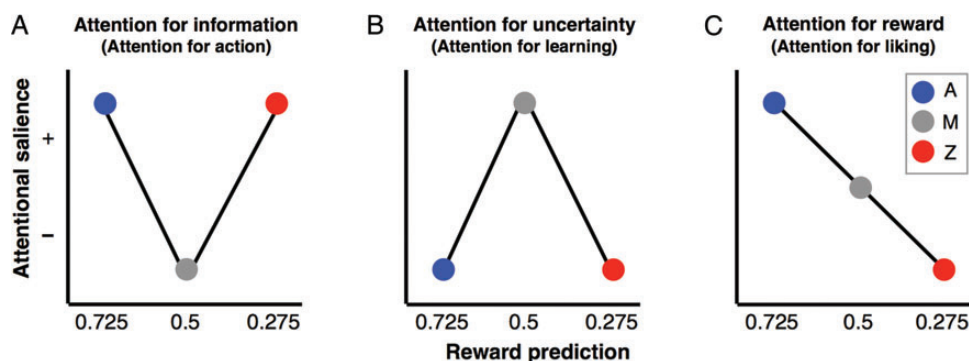 A
Attention for information
(Attention for action)
B
Attention for uncertainty
(Attention for learning)
C
Attention for reward
(Attention for liking)
Attentional salience
+
–
A
M
Z
0.725 0.5 0.275
0.725 0.5 0.275
0.725 0.5 0.275
Reward prediction